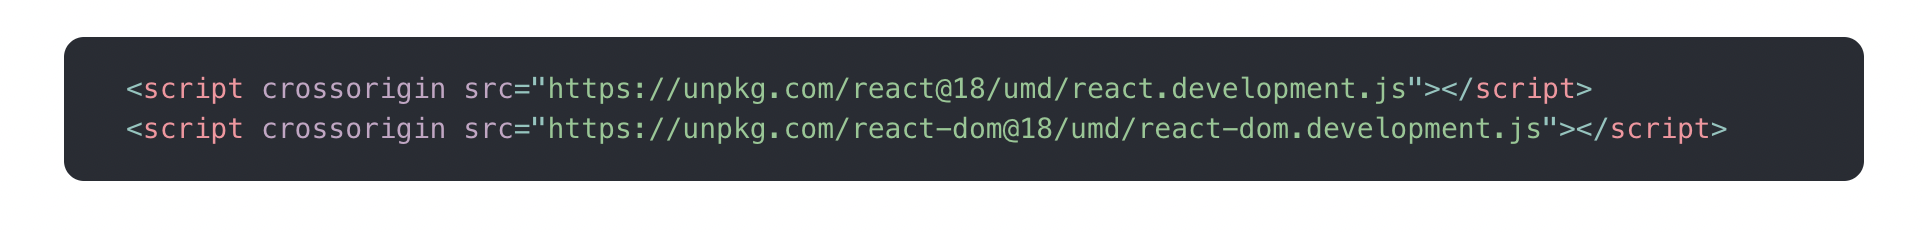 <script crossorigin src="https://unpkg.com/react@18/umd/react.development.js"></script>
<script crossorigin src="https://unpkg.com/react-dom@18/umd/react-dom.development.js"></script>